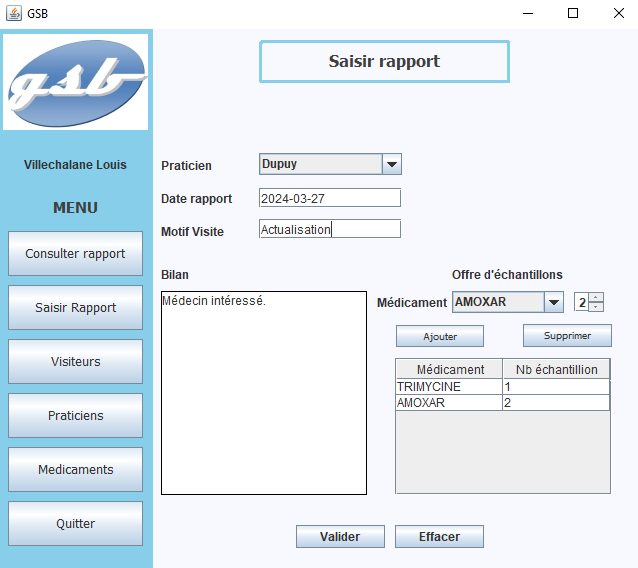 GSB
gsb
Saisir rapport
Villechalane Louis
MENU
Consulter rapport
Saisir Rapport
Visiteurs
Praticiens
Medicaments
Quitter
Praticien Dupuy
Date rapport 2024-03-27
Motif Visite Actualisation
Bilan
Médecin intéressé.
Offre d'échantillons
Médicament AMOXAR 2
Ajouter Supprimer
Médicament Nb échantillion
TRIMYCINE 1
AMOXAR 2
Valider Effacer